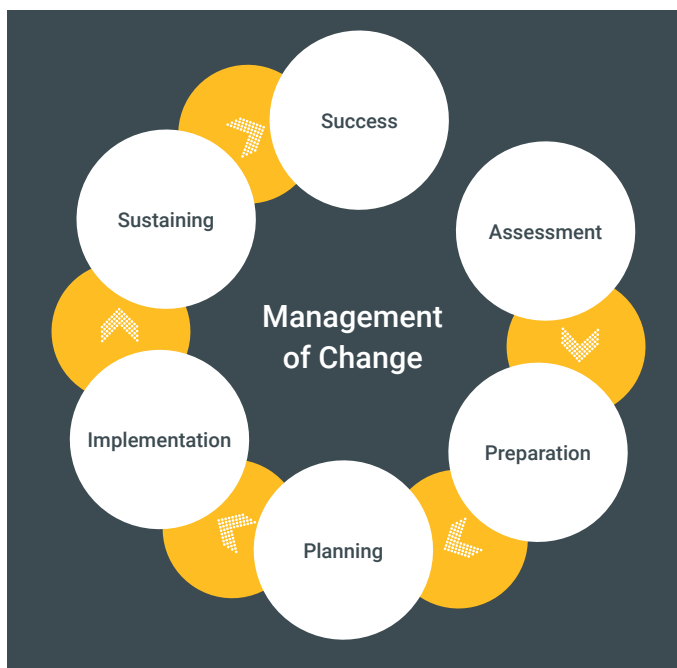 Management
of Change
Assessment
Preparation
Planning
Implementation
Sustaining
Success